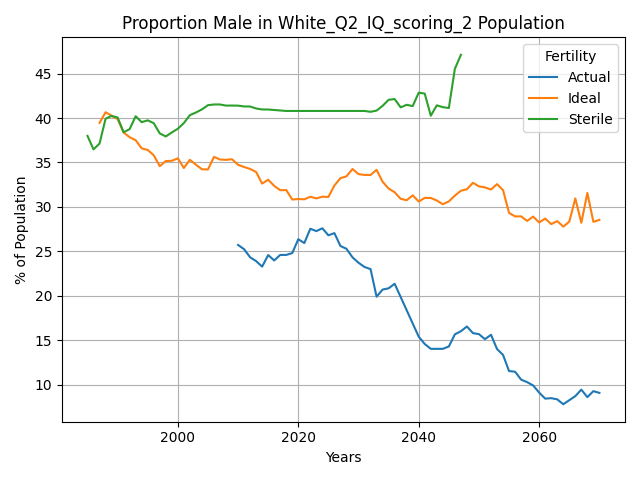 Proportion Male in White_Q2_IQ_scoring_2 Population
Fertility
Actual
Ideal
Sterile
% of Population
45
40
35
30
25
20
15
10
2000 2020 2040 2060
Years